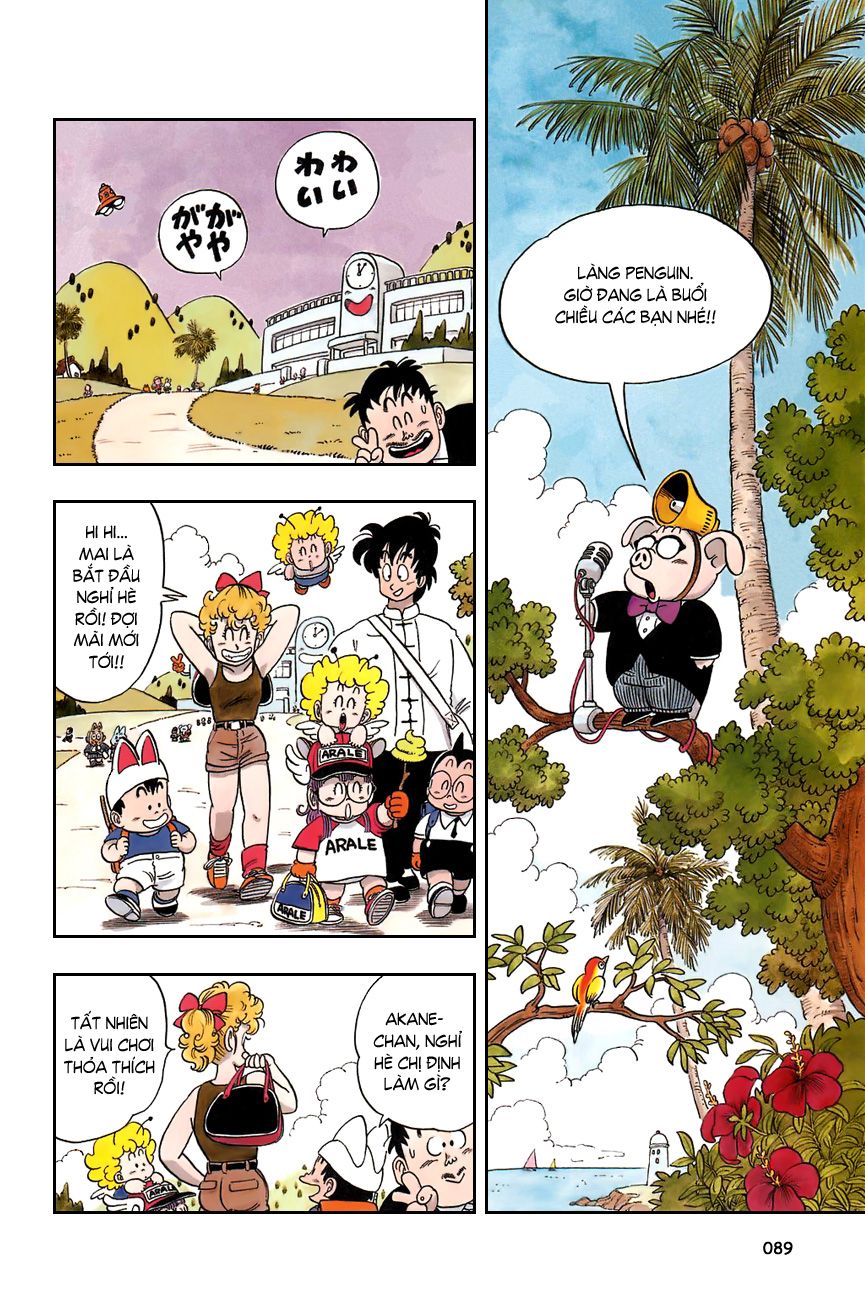 LÀNG PENGUIN.
GIỜ ĐANG LÀ BUỔI
CHIỀU CÁC BẠN NHÉ!!
わいわい
がやがや
HI HI...
MAI LÀ
BẮT ĐẦU
NGHỈ HÈ
RỒI! ĐỢI
MÀI MỚI
TỚI!!
ARALE
ARALE
ARALE
AKANE-
CHAN, NGHỈ
HÈ CHỊ ĐỊNH
LÀM GÌ?
TẤT NHIÊN
LÀ VUI CHƠI
THỎA THÍCH
RỒI!
ARALE
089